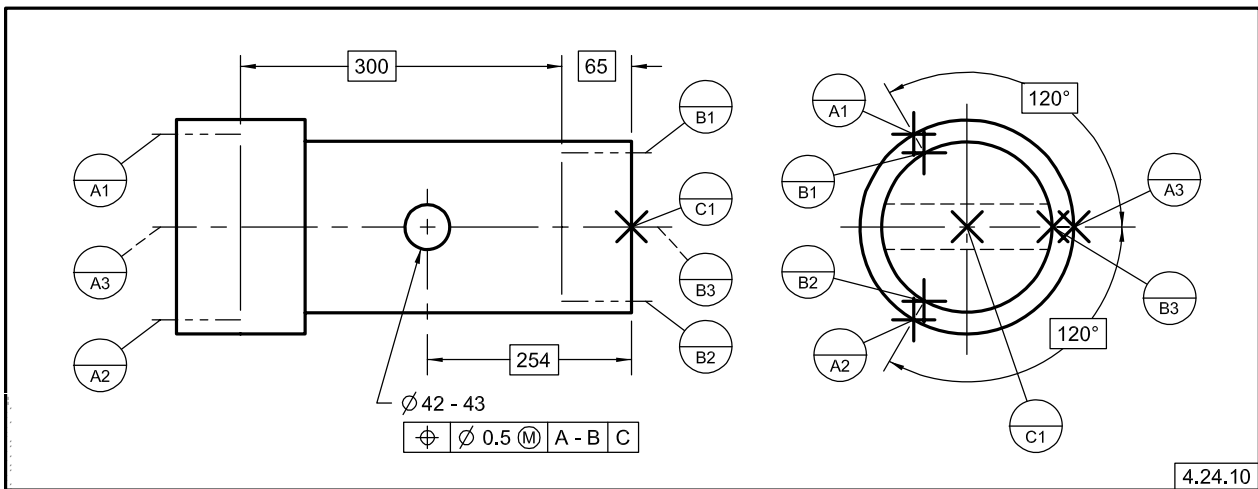 300
65
A1
A3
A2
B1
C1
B3
B2
254
∅ 42 - 43
⌖ ∅ 0.5 Ⓜ A - B C
A1
B1
B2
A2
120°
A3
B3
120°
C1
4.24.10